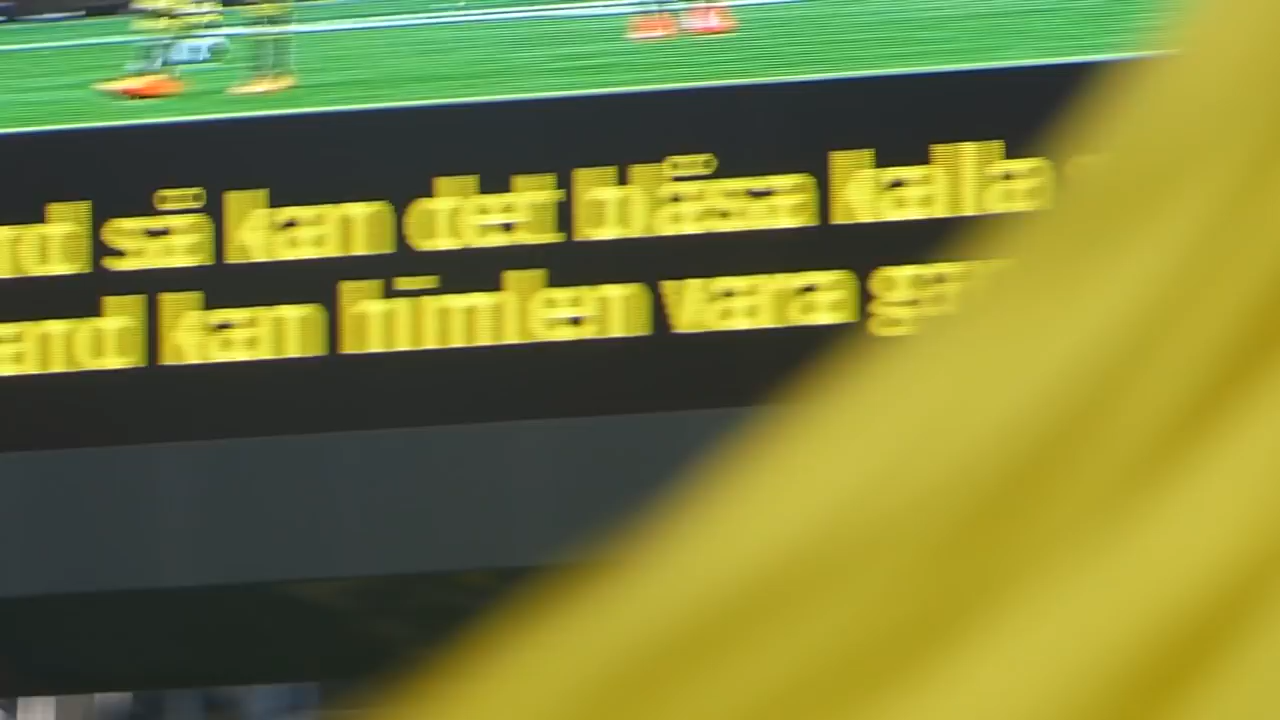 så kan det blåsa kalla
kan himlen vara